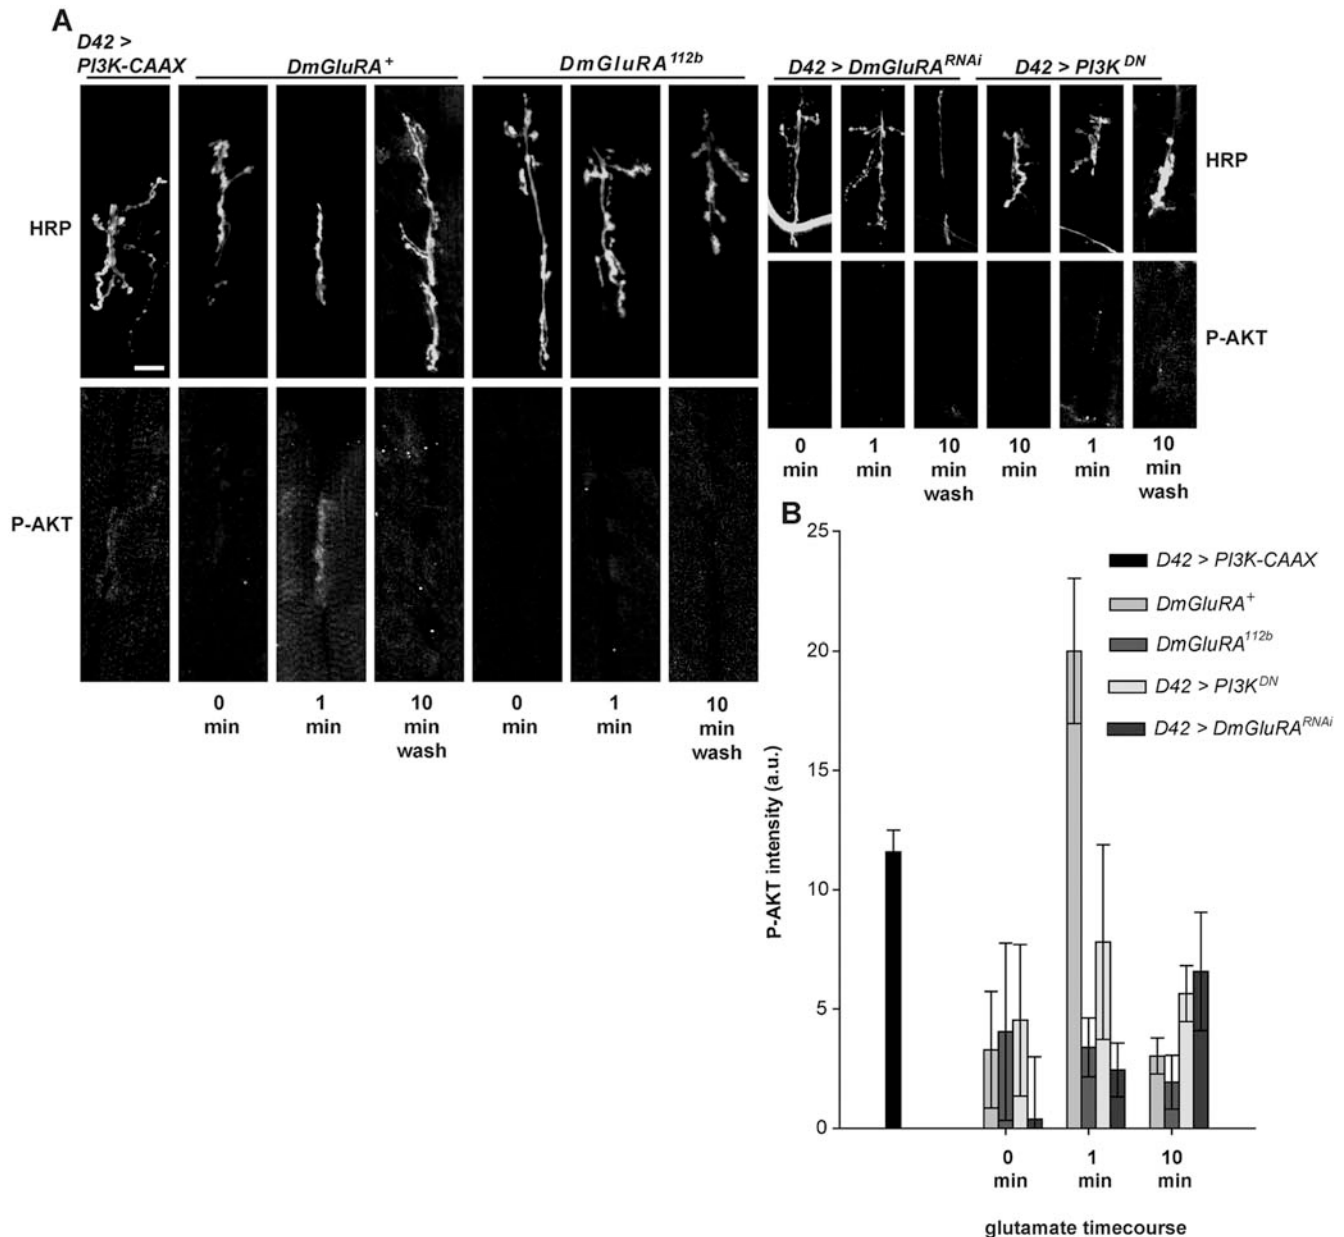 A
D42 >
PI3K-CAAX
DmGluRA+
DmGluRA112b
D42 > DmGluRARNAi
D42 > PI3KDN
HRP
HRP
P-AKT
P-AKT
0
min
1
min
10
min
wash
0
min
1
min
10
min
wash
0
min
1
min
10
min
wash
10
min
1
min
10
min
wash
B
25
20
15
10
5
0
P-AKT intensity (a.u.)
D42 > PI3K-CAAX
DmGluRA+
DmGluRA112b
D42 > PI3KDN
D42 > DmGluRARNAi
0
min
1
min
10
min
glutamate timecourse